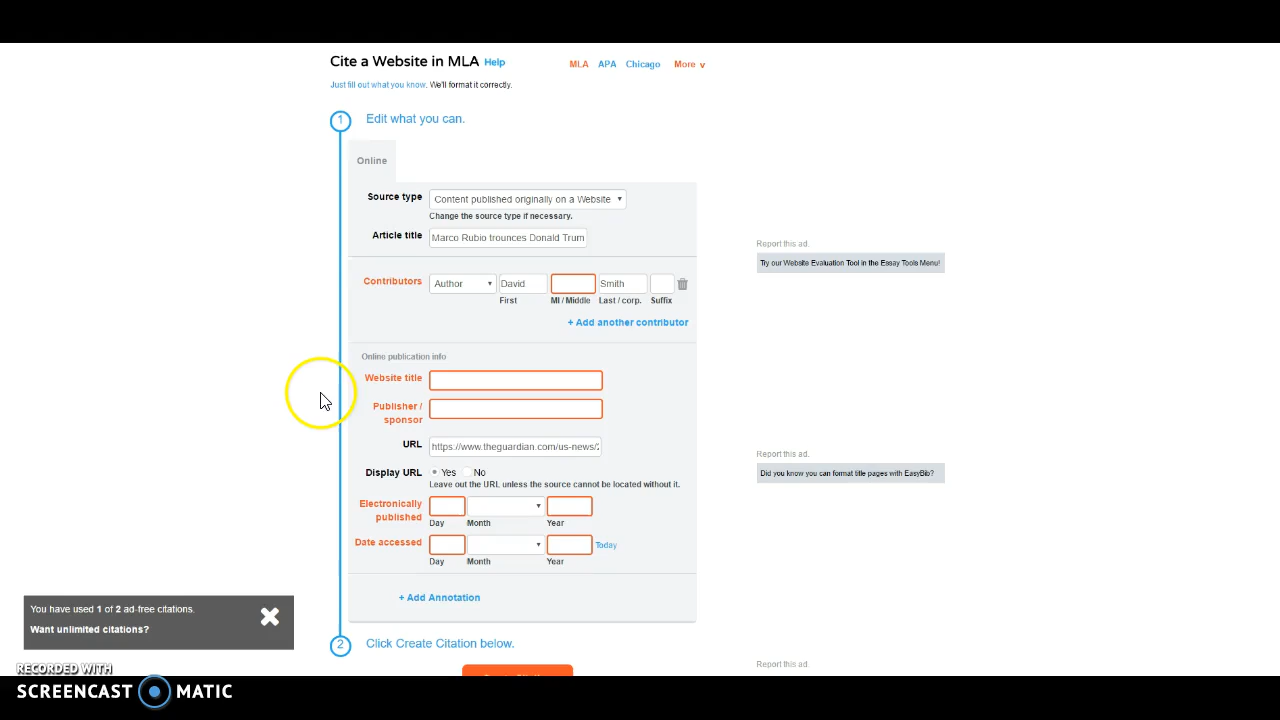 Cite a Website in MLA Help
MLA APA Chicago More v
Just fill out what you know. We'll format it correctly.
1 Edit what you can.
Online
Source type Content published originally on a Website
Change the source type if necessary.
Article title Marco Rubio trounces Donald Trum
Contributors Author David Smith
First MI / Middle Last / corp. Suffix
+ Add another contributor
Online publication info
Website title
Publisher /
sponsor
URL https://www.theguardian.com/us-news/
Display URL Yes No
Leave out the URL unless the source cannot be located without it.
Electronically
published
Day Month Year
Date accessed Today
Day Month Year
+ Add Annotation
2 Click Create Citation below.
Report this ad.
Try our Website Evaluation Tool in the Essay Tools Menu!
Report this ad.
Did you know you can format title pages with EasyBib?
Report this ad.
You have used 1 of 2 ad-free citations.
Want unlimited citations?
RECORDED WITH
SCREENCAST MATIC